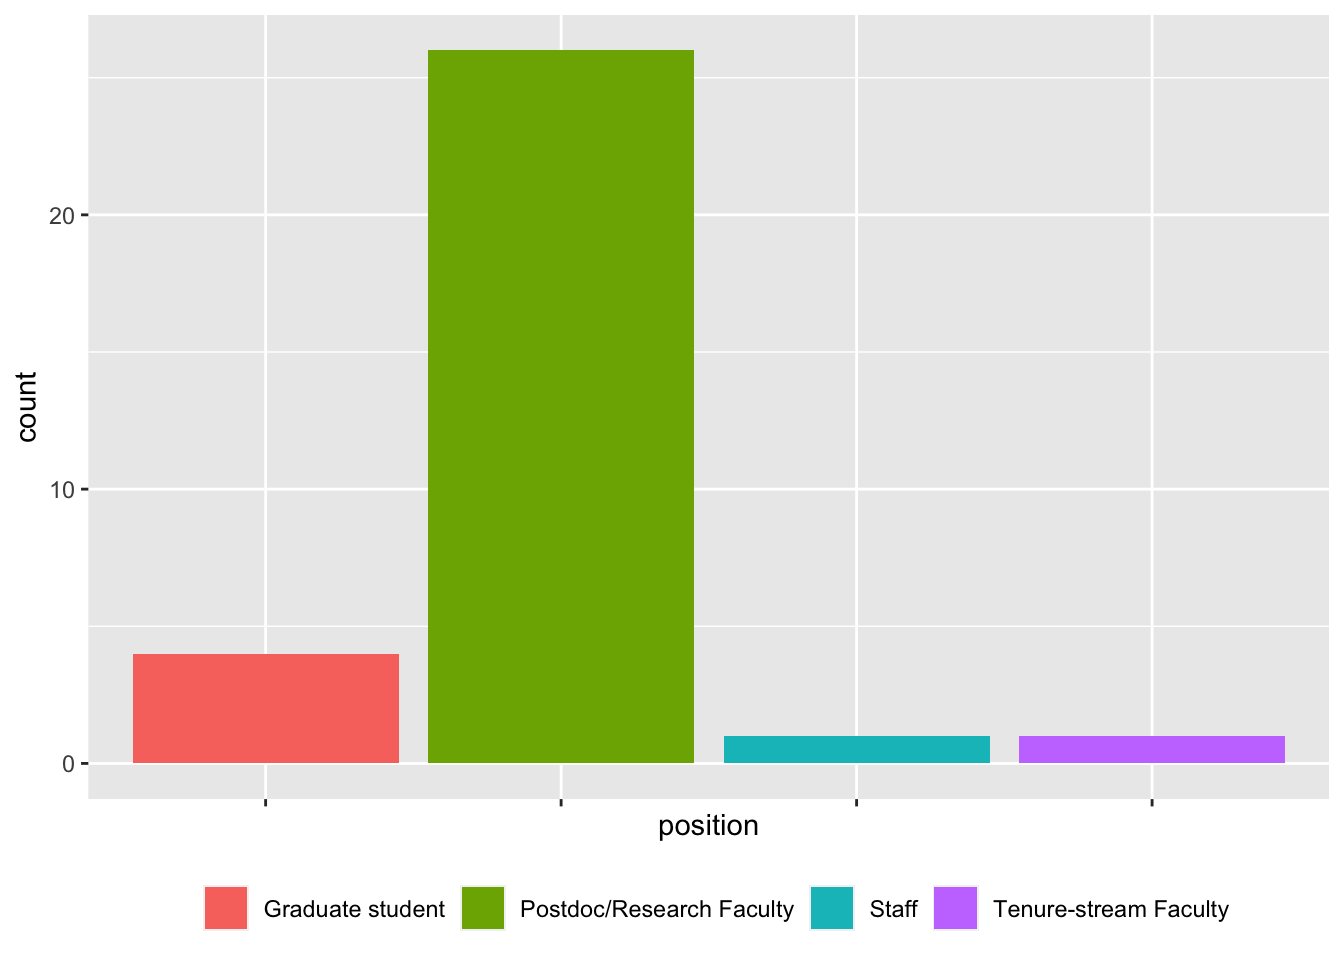 20
10
0
count
position
Graduate student Postdoc/Research Faculty Staff Tenure-stream Faculty